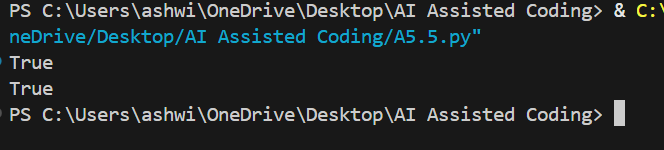 PS C:\Users\ashwi\OneDrive\Desktop\AI Assisted Coding> & C:\
neDrive/Desktop/AI Assisted Coding/A5.5.py"
True
True
PS C:\Users\ashwi\OneDrive\Desktop\AI Assisted Coding>